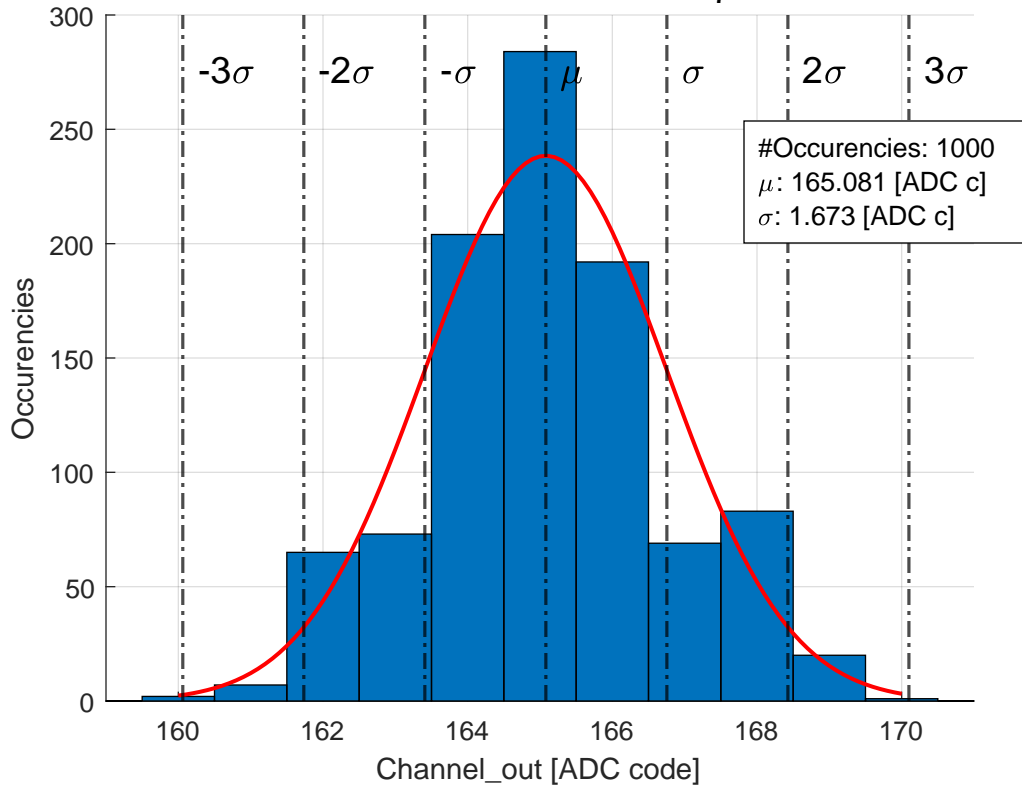 300
-3σ -2σ -σ μ σ 2σ 3σ
250
#Occurencies: 1000
μ: 165.081 [ADC c]
σ: 1.673 [ADC c]
200
150
100
50
0
Occurencies
160 162 164 166 168 170
Channel_out [ADC code]